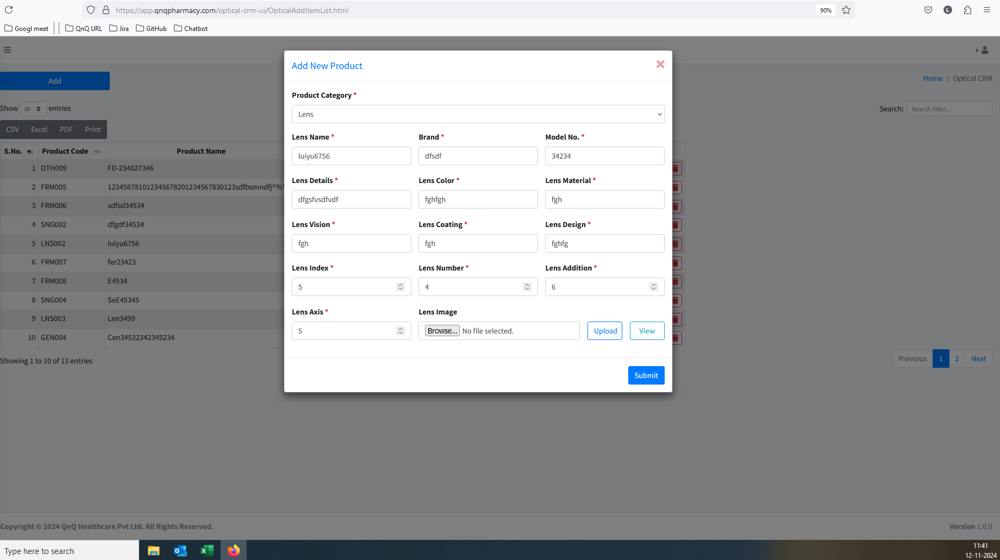 https://app.qnqpharmacy.com/optical-crm-ui/OpticalAddItemList.html
90%
L
Googl meet
QnQ URL
Jira
GitHub
Chatbot
Add
Home / Optical CRM
Show 10 entries
Search: Search filter...
CSV Excel PDF Print
S.No. Product Code Product Name
1 OTH009 FD-234827346
2 FRM005 12345678101234567820123456783​0123sdfbsmndfj^%^
3 FRM006 sdfsd34534
4 SNG002 dfgdf34534
5 LNS002 luiyu6756
6 FRM007 fer23423
7 FRM008 E4534
8 SNG004 SeE45345
9 LNS003 Len3499
10 GEN004 Cen34532342345234
Showing 1 to 10 of 13 entries
Previous 1 2 Next
Add New Product
Product Category *
Lens
Lens Name * Brand * Model No. *
luiyu6756 dfsdf 34234
Lens Details * Lens Color * Lens Material *
dfgsfvsdfvdf fghfgh fgh
Lens Vision * Lens Coating * Lens Design *
fgh fgh fghfg
Lens Index * Lens Number * Lens Addition *
5 4 6
Lens Axis * Lens Image
5 Browse... No file selected. Upload View
Submit
Copyright © 2024 QnQ Healthcare Pvt Ltd. All Rights Reserved.
Version 1.0.0
Type here to search
11:41
12-11-2024